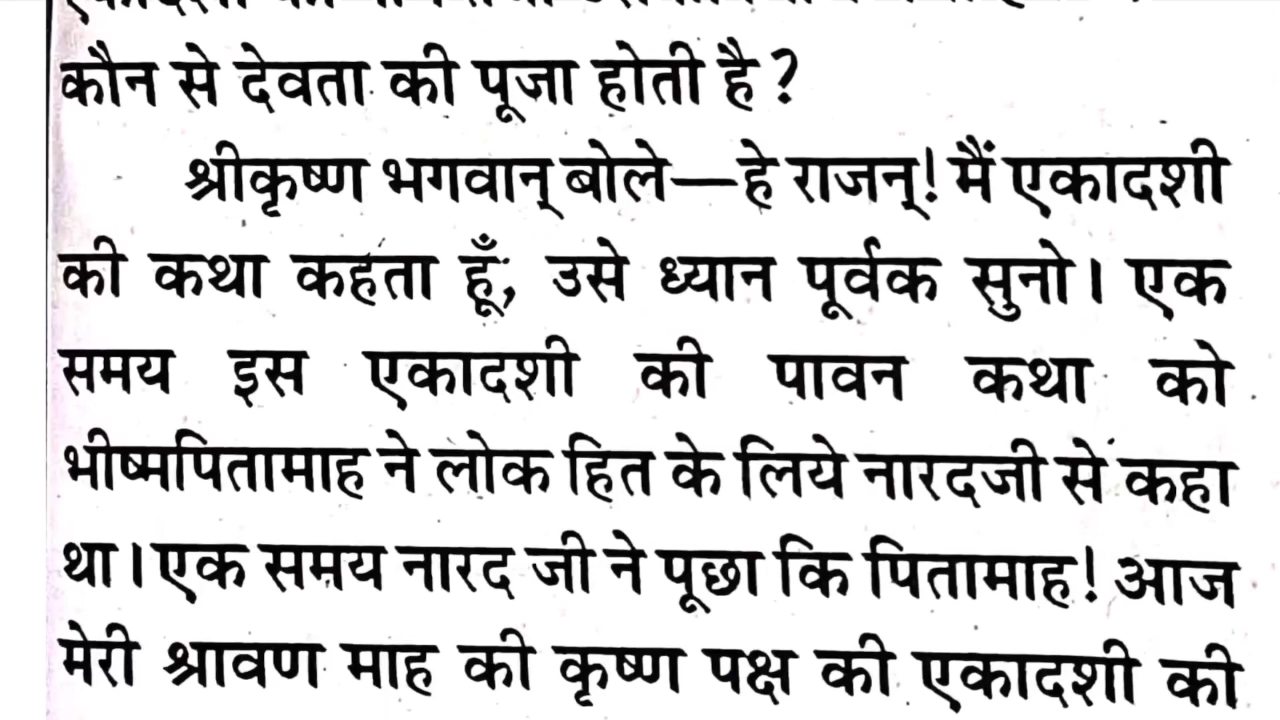 कौन से देवता की पूजा होती है?
श्रीकृष्ण भगवान् बोले—हे राजन्! मैं एकादशी
की कथा कहता हूँ, उसे ध्यान पूर्वक सुनो। एक
समय इस एकादशी की पावन कथा को
भीष्मपितामाह ने लोक हित के लिये नारदजी से कहा
था। एक समय नारद जी ने पूछा कि पितामाह! आज
मेरी श्रावण माह की कृष्ण पक्ष की एकादशी की